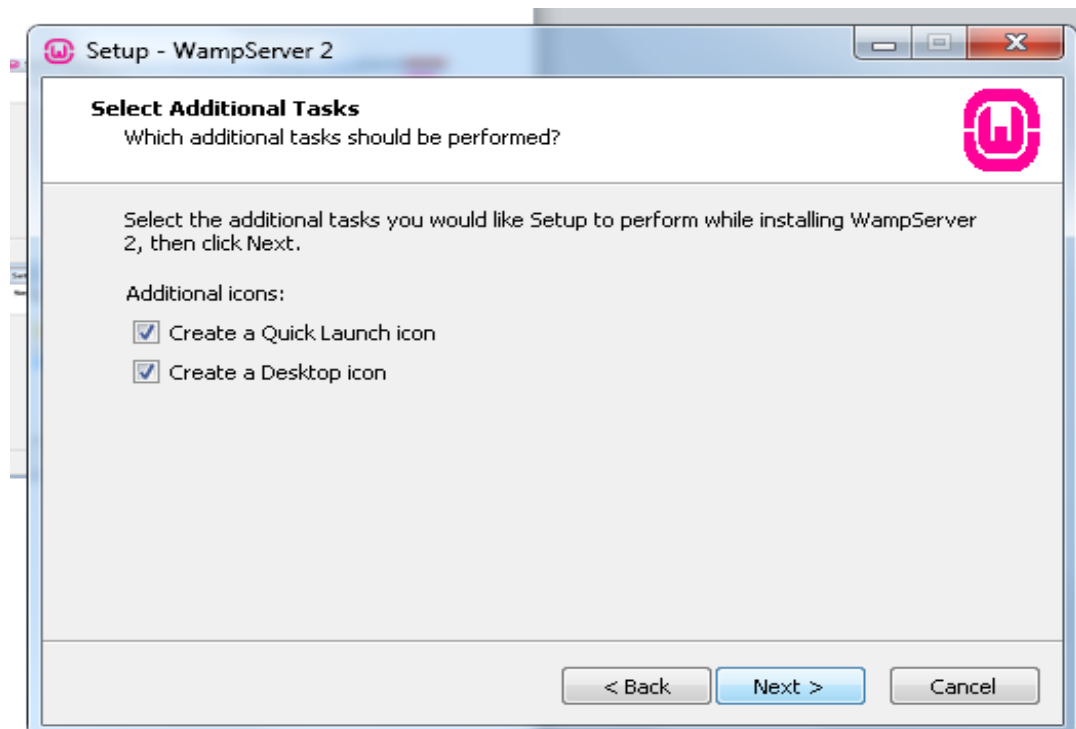 Setup - WampServer 2
Select Additional Tasks
Which additional tasks should be performed?
Select the additional tasks you would like Setup to perform while installing WampServer
2, then click Next.
Additional icons:
Create a Quick Launch icon
Create a Desktop icon
< Back
Next >
Cancel